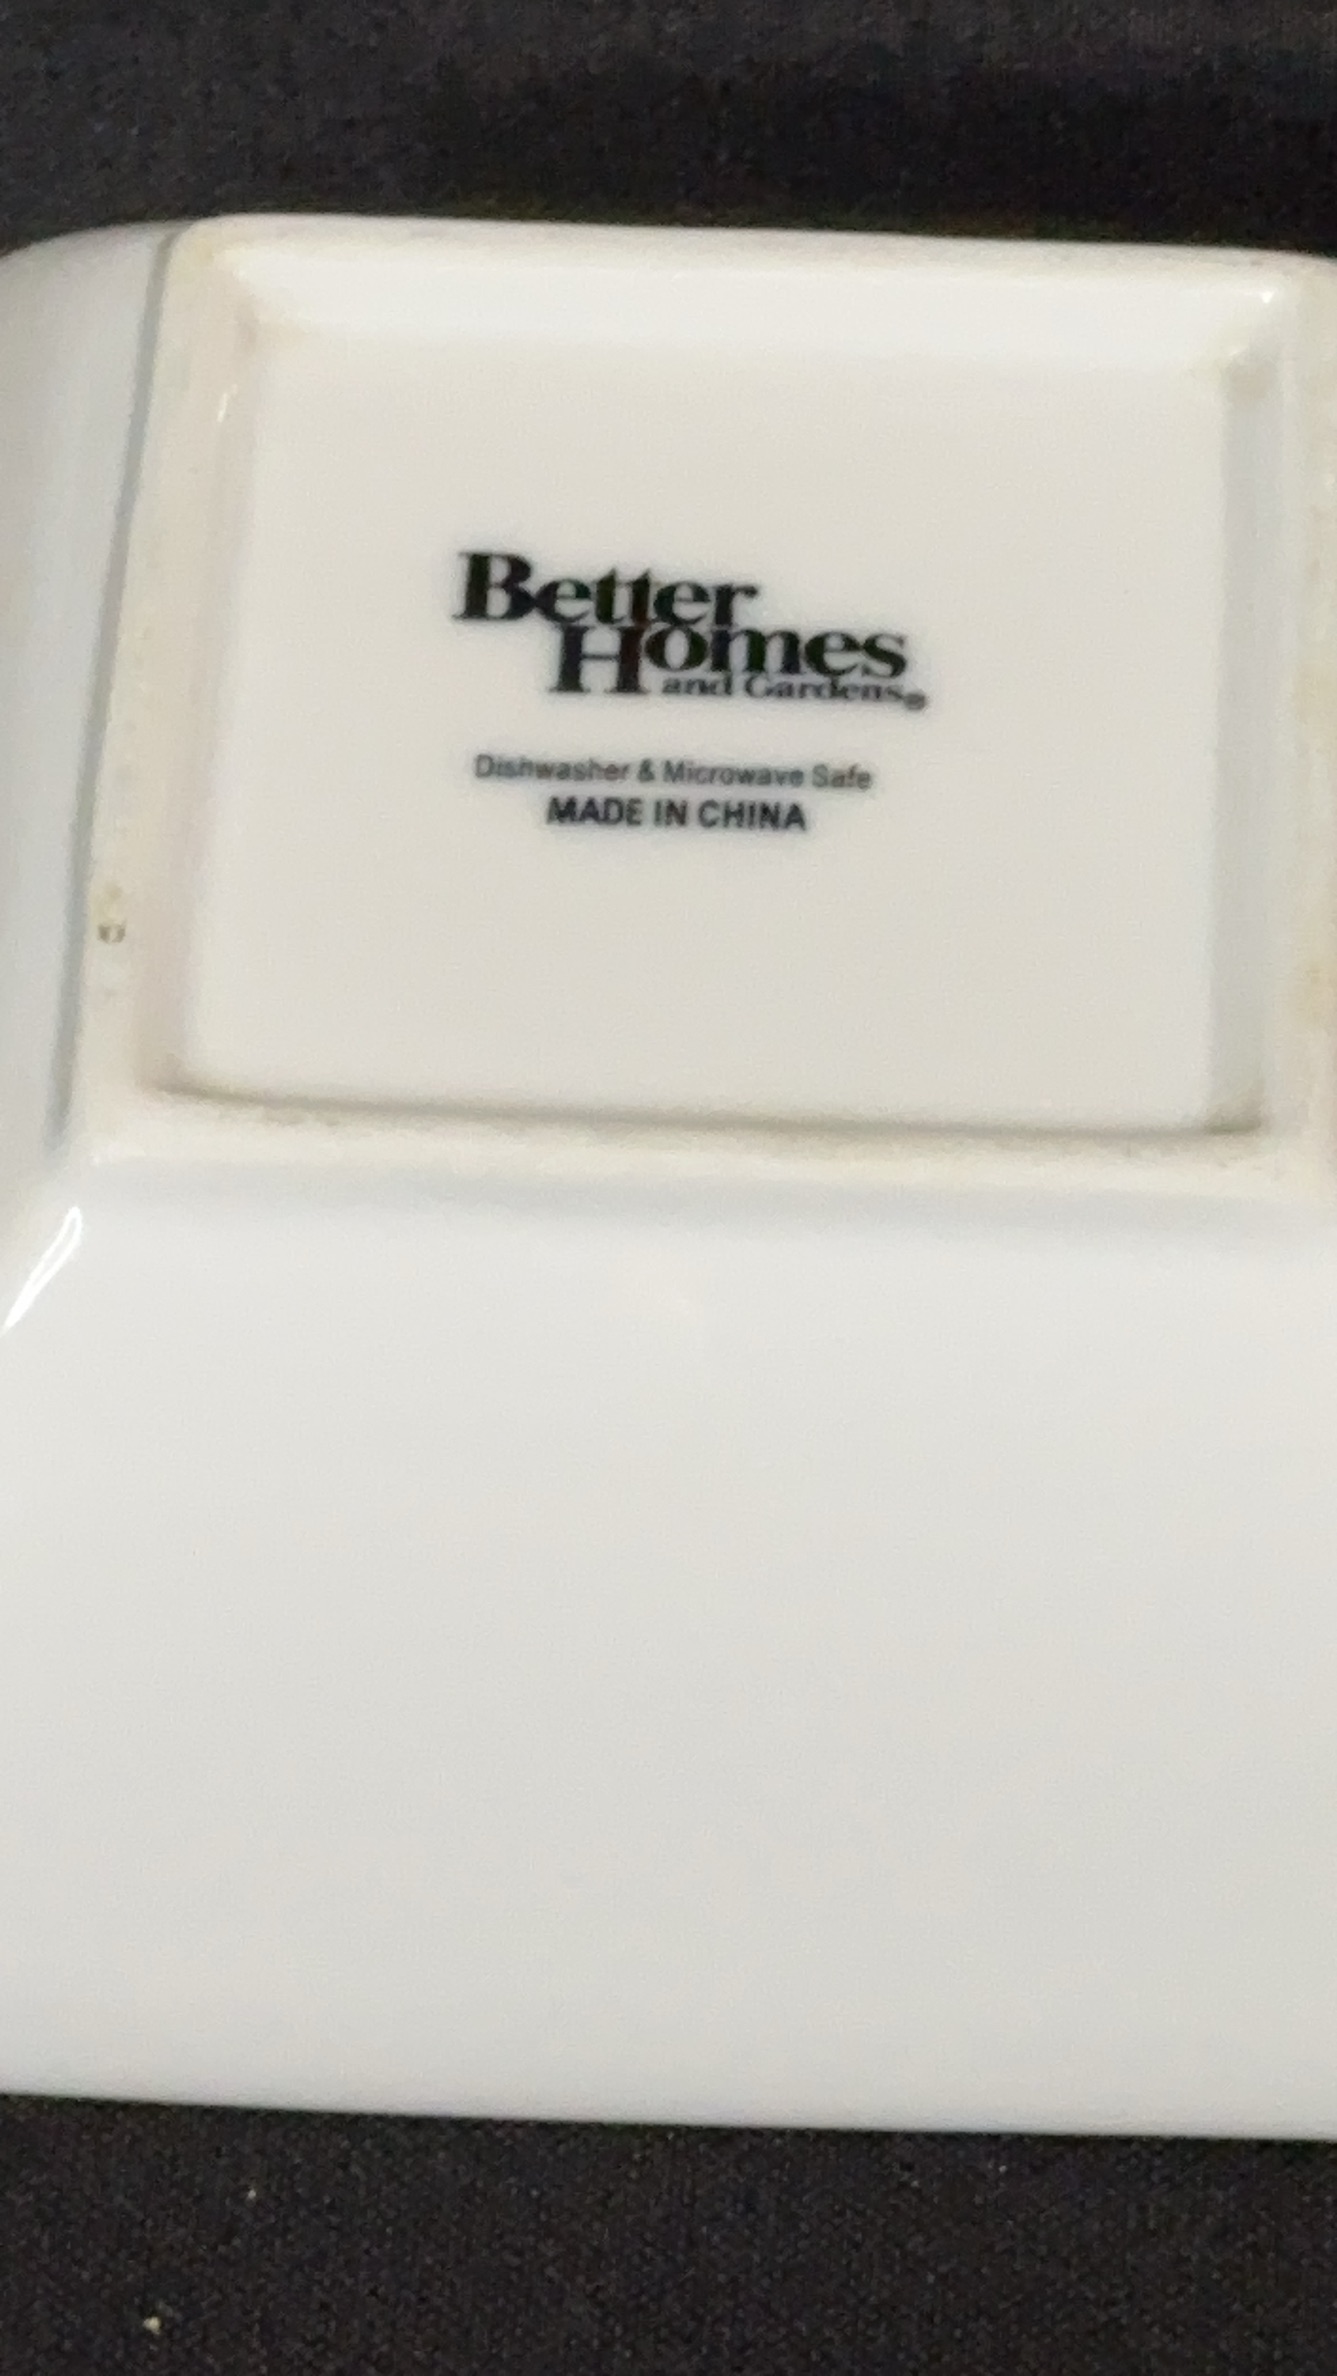 Better
Homes
and Gardens®
Dishwasher & Microwave Safe
MADE IN CHINA